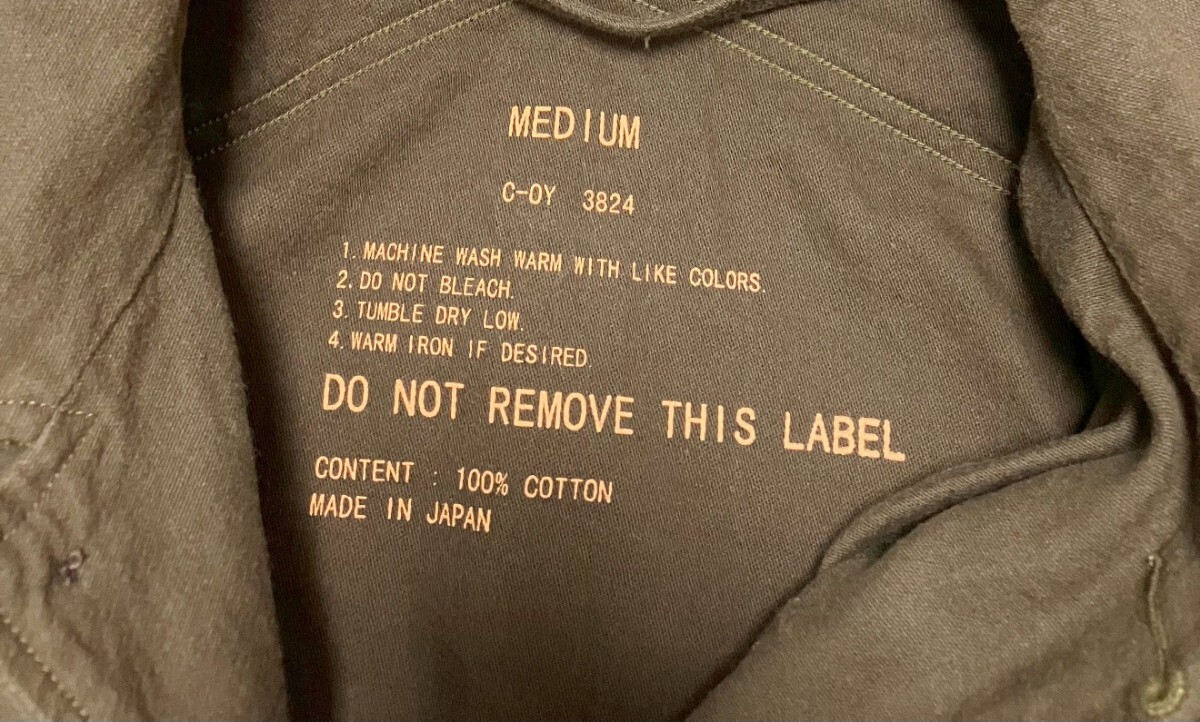 MEDIUM
C-OY 3824
1. MACHINE WASH WARM WITH LIKE COLORS.
2. DO NOT BLEACH.
3. TUMBLE DRY LOW.
4. WARM IRON IF DESIRED.
DO NOT REMOVE THIS LABEL
CONTENT : 100% COTTON
MADE IN JAPAN